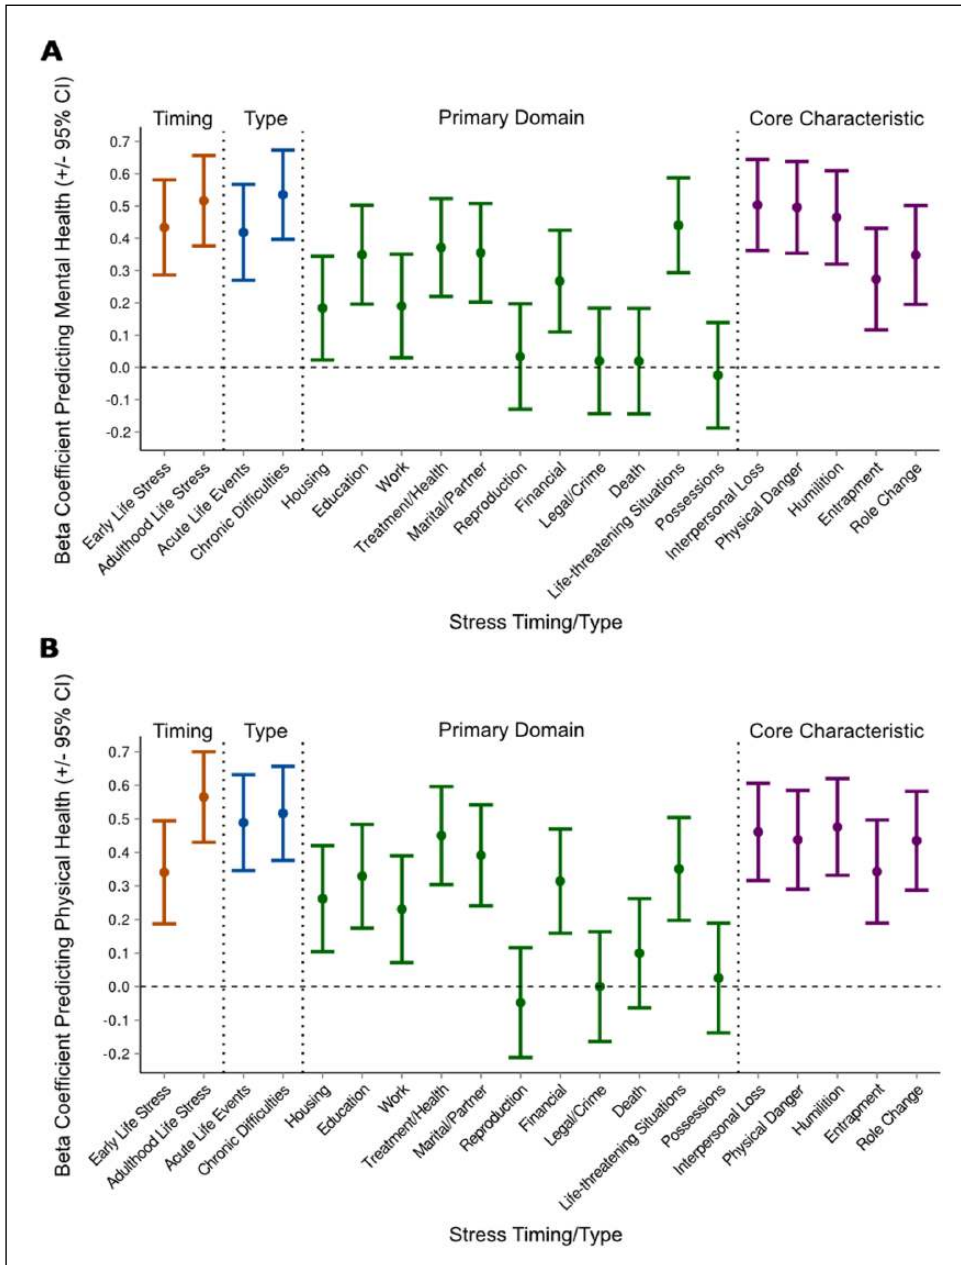 A
Beta Coefficient Predicting Mental Health (+/- 95% CI)
Timing Type Primary Domain Core Characteristic
0.7
0.6
0.5
0.4
0.3
0.2
0.1
0.0
-0.1
-0.2
Early Life Stress
Adulthood Life Stress
Acute Life Events
Chronic Difficulties
Housing
Education
Work
Treatment/Health
Marital/Partner
Reproduction
Financial
Legal/Crime
Death
Life-threatening Situations
Possessions
Interpersonal Loss
Physical Danger
Humilition
Entrapment
Role Change
Stress Timing/Type
B
Beta Coefficient Predicting Physical Health (+/- 95% CI)
Timing Type Primary Domain Core Characteristic
0.7
0.6
0.5
0.4
0.3
0.2
0.1
0.0
-0.1
-0.2
Early Life Stress
Adulthood Life Stress
Acute Life Events
Chronic Difficulties
Housing
Education
Work
Treatment/Health
Marital/Partner
Reproduction
Financial
Legal/Crime
Death
Life-threatening Situations
Possessions
Interpersonal Loss
Physical Danger
Humilition
Entrapment
Role Change
Stress Timing/Type